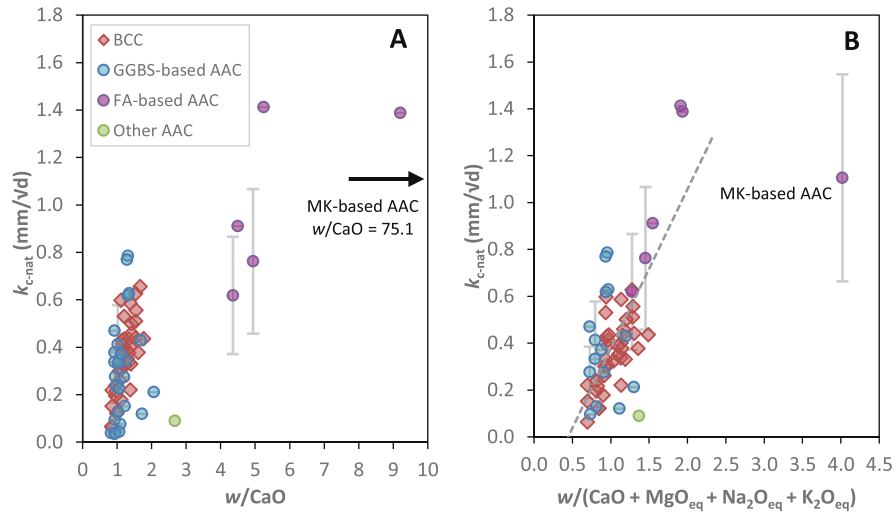 A
BCC
GGBS-based AAC
FA-based AAC
Other AAC
MK-based AAC
w/CaO = 75.1
k_c-nat (mm/√d)
1.8
1.6
1.4
1.2
1.0
0.8
0.6
0.4
0.2
0.0
0 1 2 3 4 5 6 7 8 9 10
w/CaO
B
MK-based AAC
k_c-nat (mm/√d)
1.8
1.6
1.4
1.2
1.0
0.8
0.6
0.4
0.2
0.0
0.0 0.5 1.0 1.5 2.0 2.5 3.0 3.5 4.0 4.5
w/(CaO + MgO_eq + Na₂O_eq + K₂O_eq)